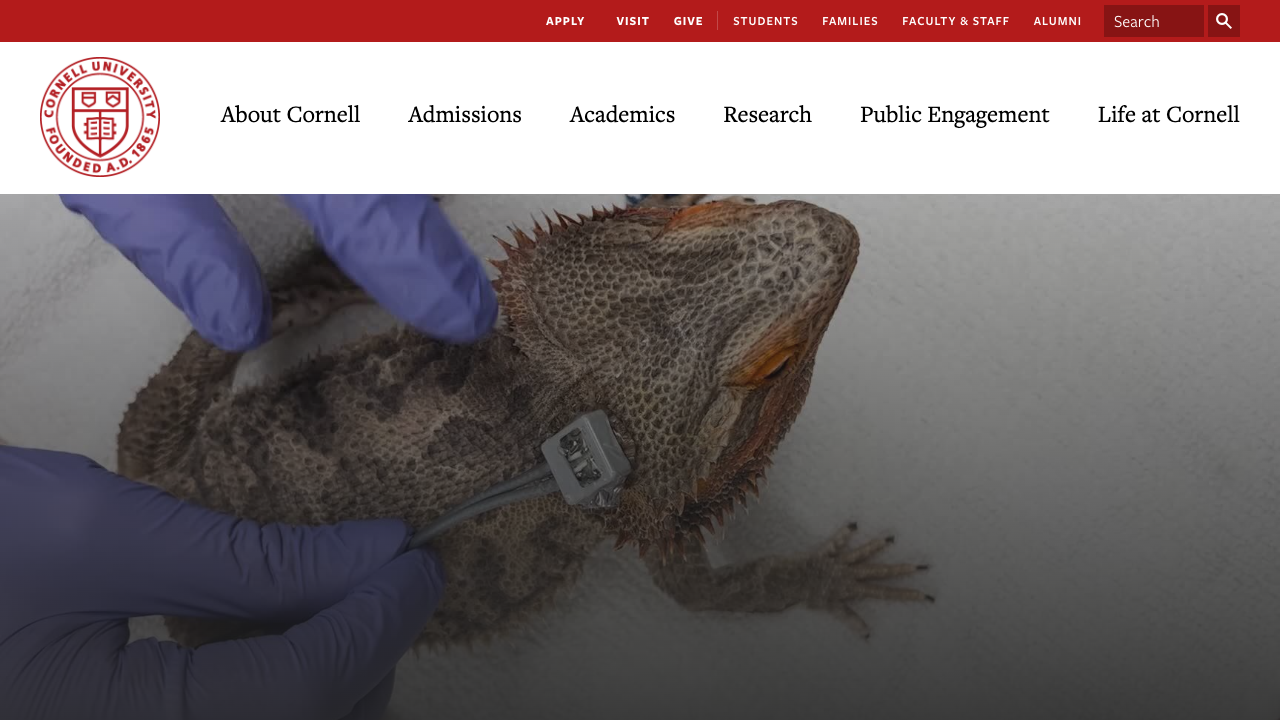 APPLY VISIT GIVE STUDENTS FAMILIES FACULTY & STAFF ALUMNI Search
CORNELL UNIVERSITY
FOUNDED A.D. 1865
About Cornell Admissions Academics Research Public Engagement Life at Cornell